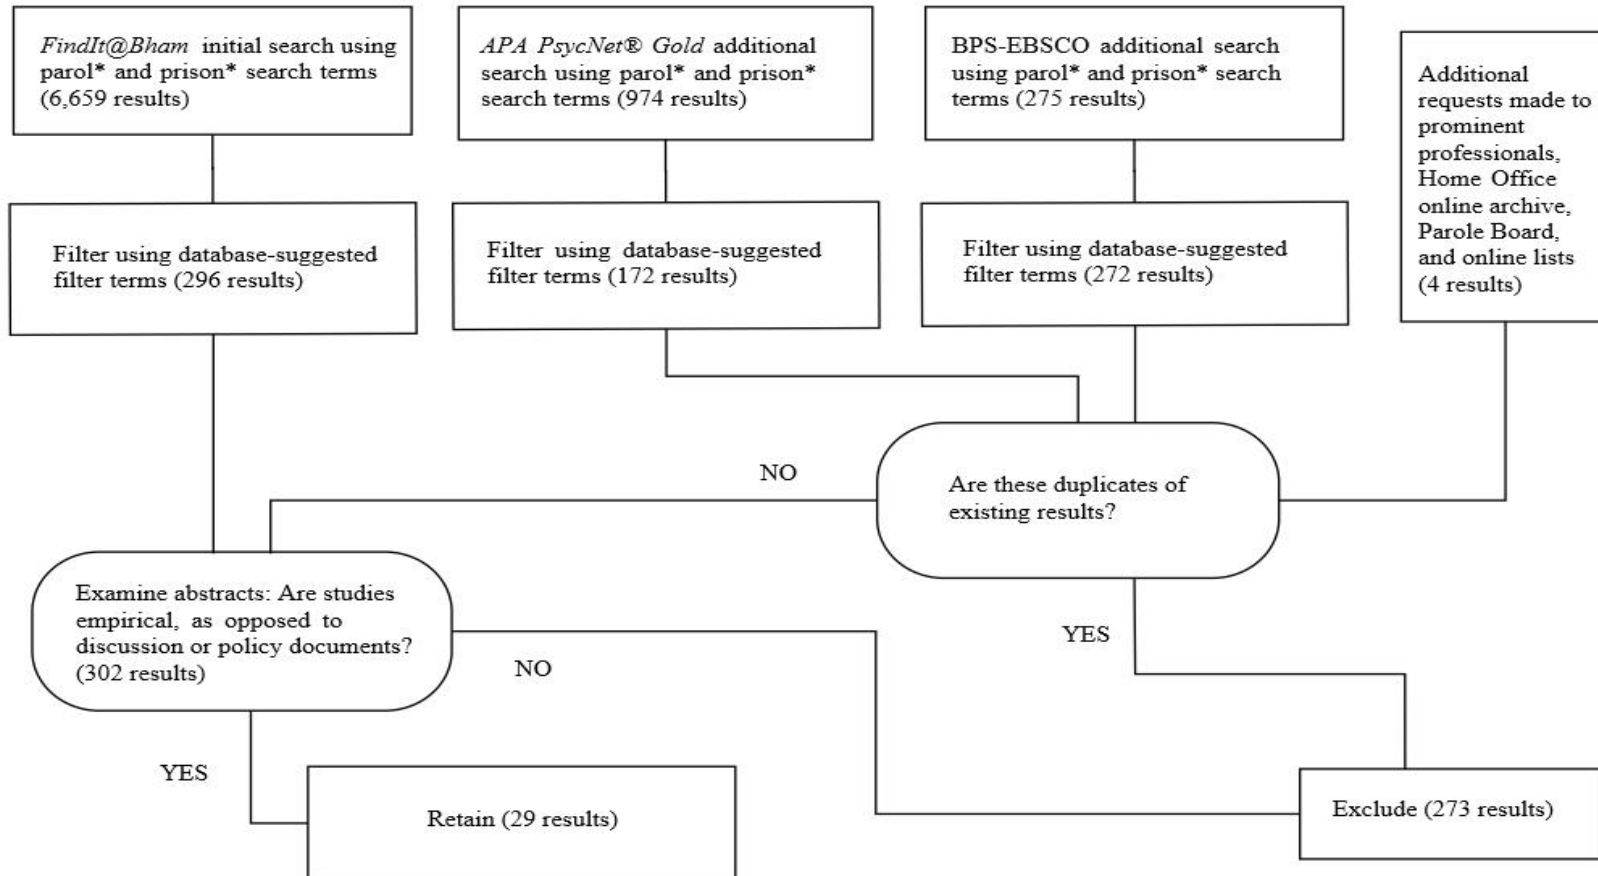 FindIt@Bham initial search using
parol* and prison* search terms
(6,659 results)
APA PsycNet® Gold additional
search using parol* and prison*
search terms (974 results)
BPS-EBSCO additional search
using parol* and prison* search
terms (275 results)
Additional
requests made to
prominent
professionals,
Home Office
online archive,
Parole Board,
and online lists
(4 results)
Filter using database-suggested
filter terms (296 results)
Filter using database-suggested
filter terms (172 results)
Filter using database-suggested
filter terms (272 results)
NO
Are these duplicates of
existing results?
Examine abstracts: Are studies
empirical, as opposed to
discussion or policy documents?
(302 results)
NO
YES
YES
Retain (29 results)
Exclude (273 results)